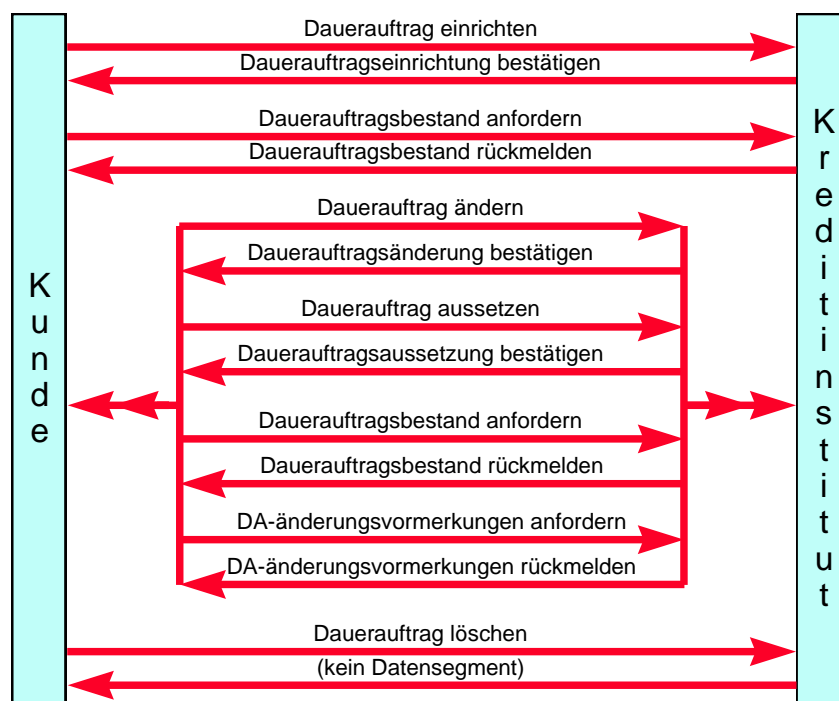 Dauerauftrag einrichten
Dauerauftragseinrichtung bestätigen
Dauerauftragsbestand anfordern
Dauerauftragsbestand rückmelden
Dauerauftrag ändern
Dauerauftragsänderung bestätigen
Dauerauftrag aussetzen
Dauerauftragsaussetzung bestätigen
Dauerauftragsbestand anfordern
Dauerauftragsbestand rückmelden
DA-änderungsvormerkungen anfordern
DA-änderungsvormerkungen rückmelden
Dauerauftrag löschen
(kein Datensegment)
Kunde
Kreditinstitut